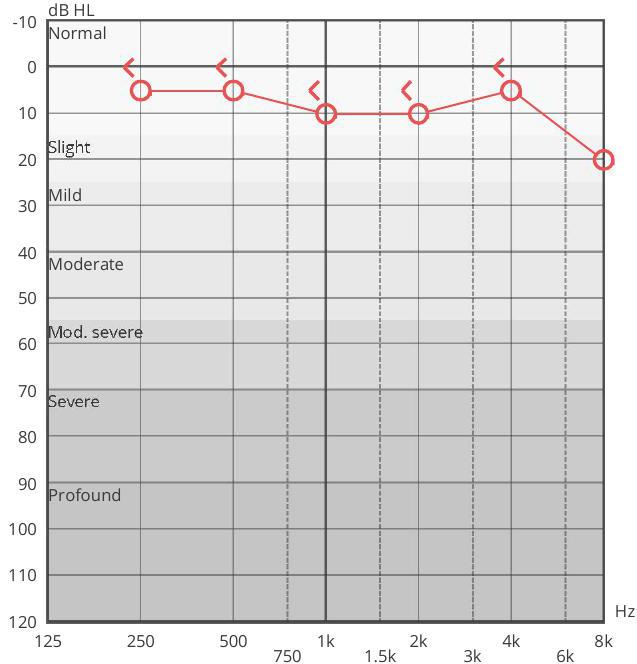 dB HL
-10
Normal
0
10
Slight
20
Mild
30
40
Moderate
50
Mod. severe
60
70
Severe
80
90
Profound
100
110
120
Hz
125 250 500 1k 2k 4k 8k
750 1.5k 3k 6k